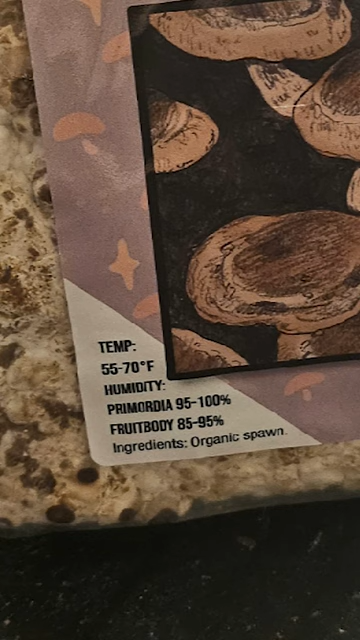 TEMP:
55-70°F
HUMIDITY:
PRIMORDIA 95-100%
FRUITBODY 85-95%
Ingredients: Organic spawn.